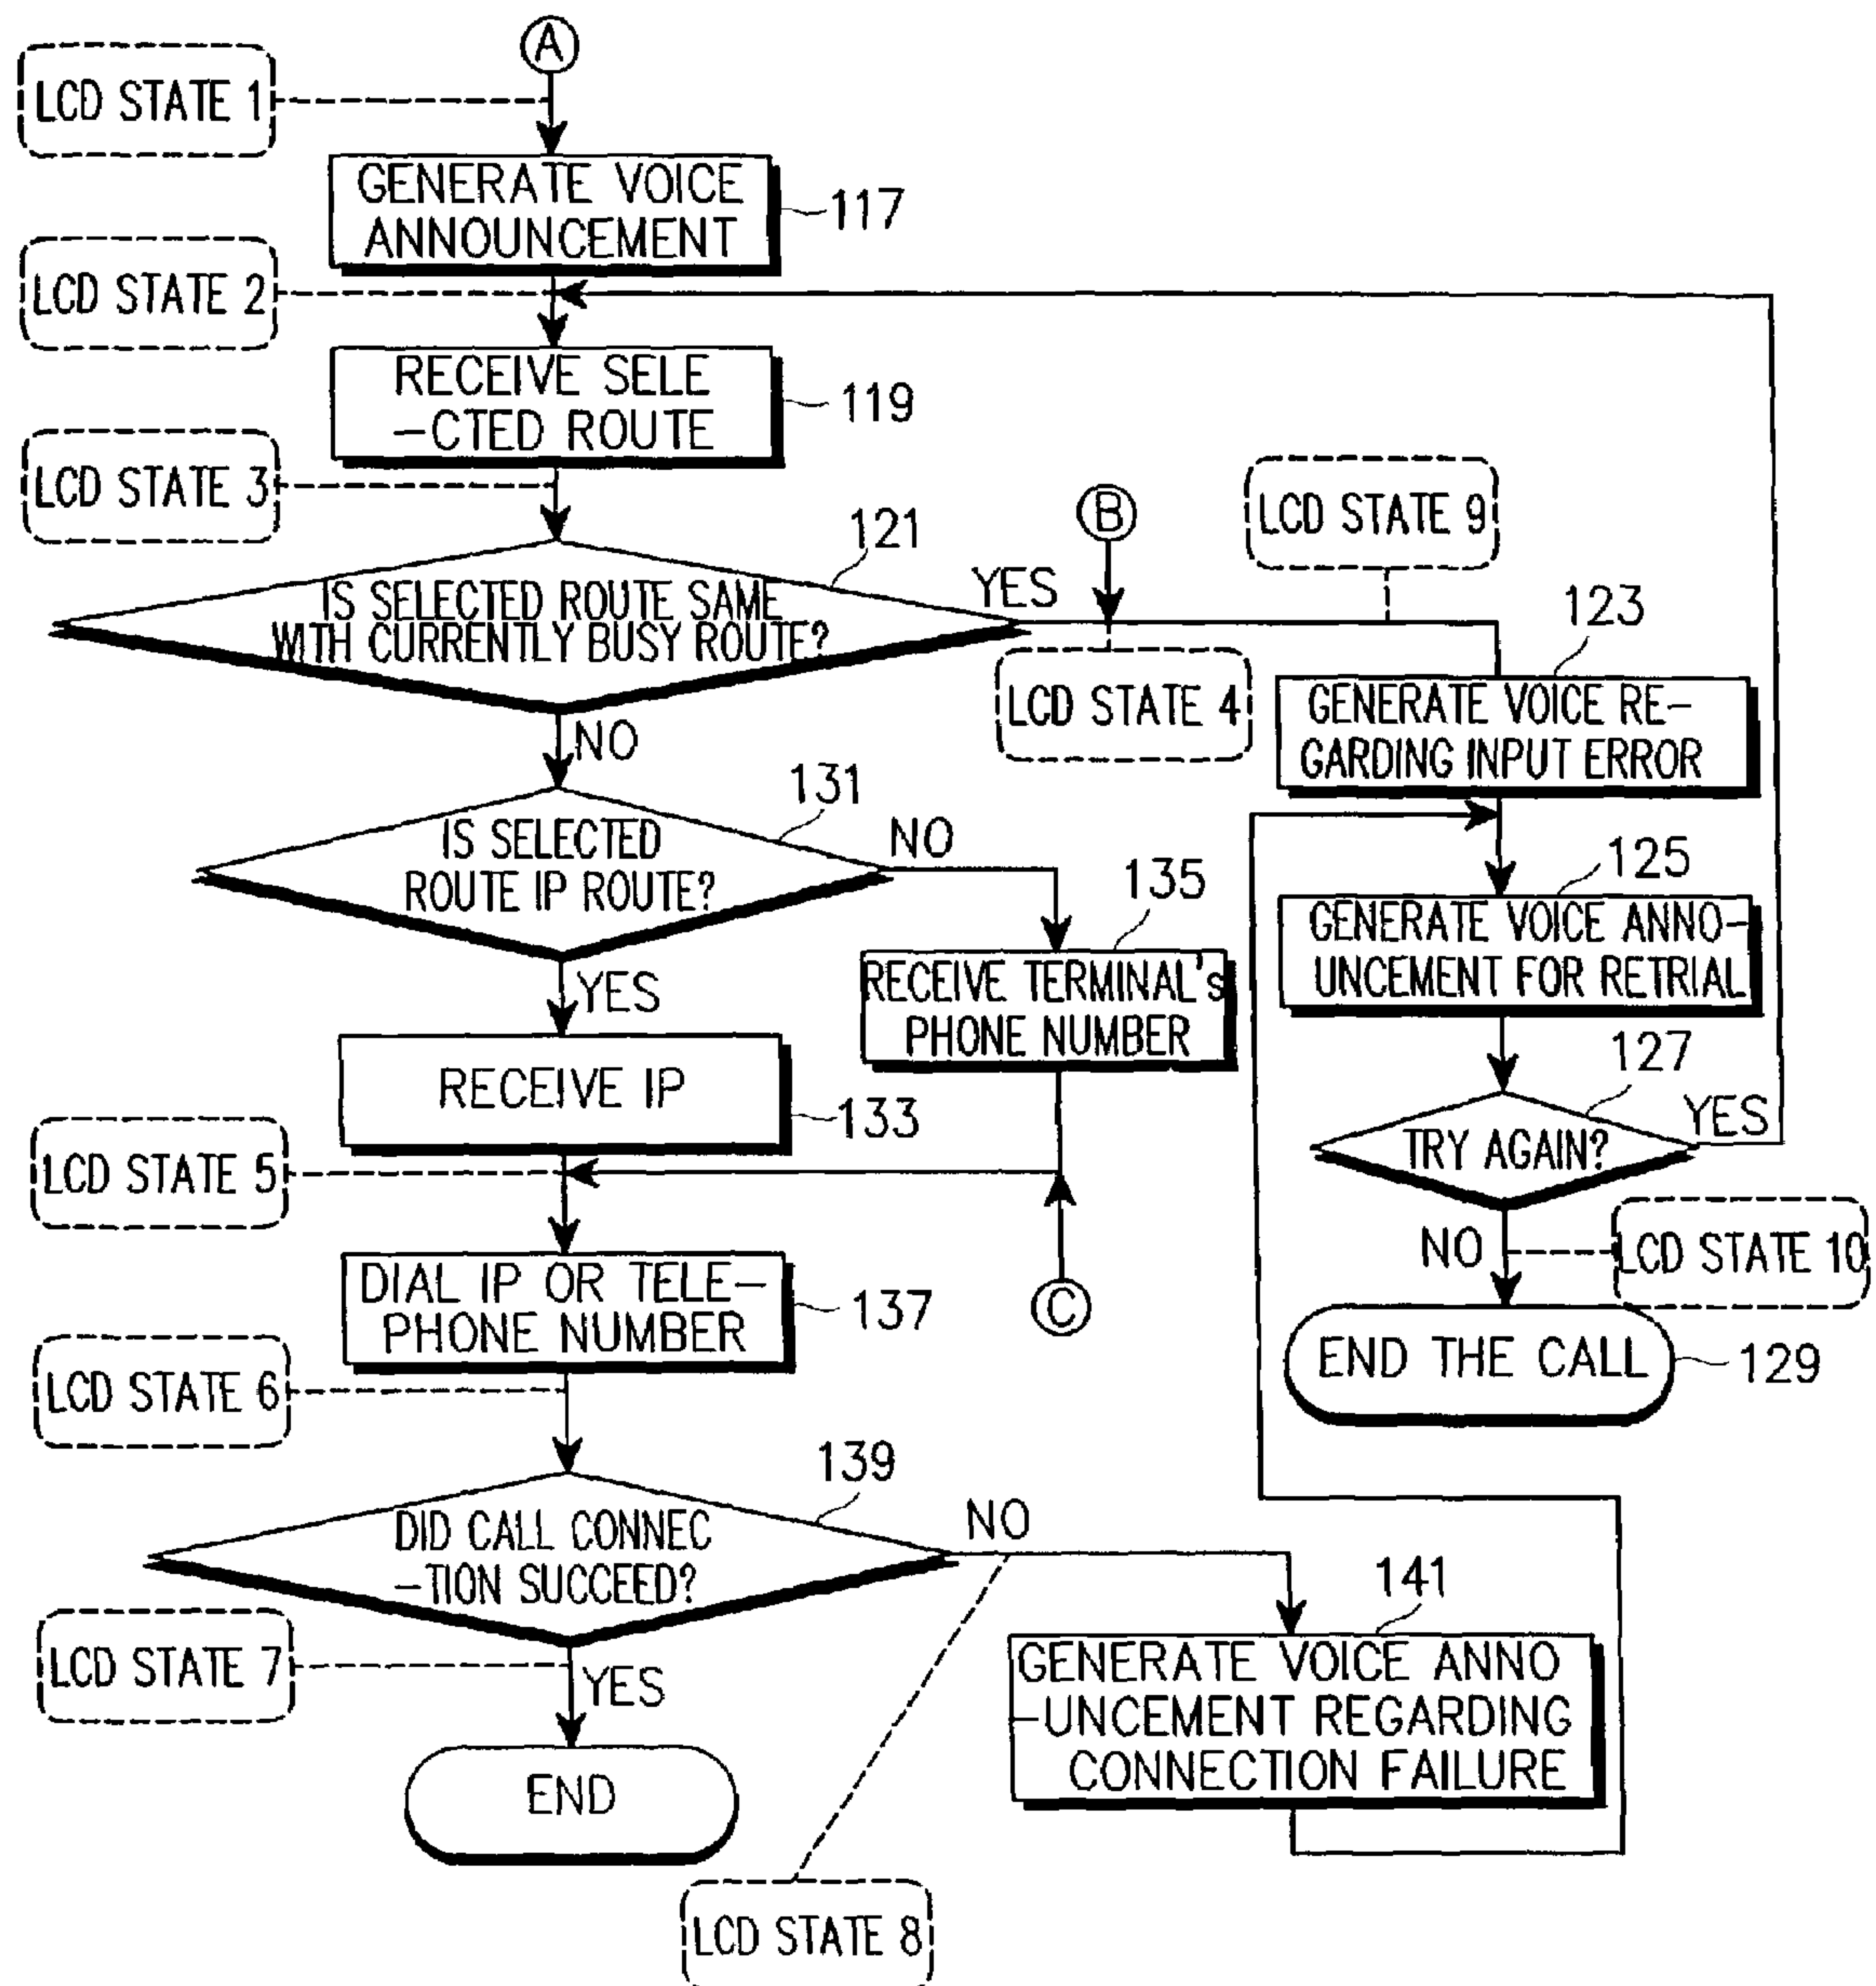 A
LCD STATE 1
GENERATE VOICE
ANNOUNCEMENT
117
LCD STATE 2
RECEIVE SELE
-CTED ROUTE
119
LCD STATE 3
121
IS SELECTED ROUTE SAME
WITH CURRENTLY BUSY ROUTE?
YES
B
LCD STATE 9
LCD STATE 4
123
GENERATE VOICE RE-
GARDING INPUT ERROR
NO
131
IS SELECTED
ROUTE IP ROUTE?
NO
135
RECEIVE TERMINAL's
PHONE NUMBER
125
GENERATE VOICE ANNO-
UNCEMENT FOR RETRIAL
YES
RECEIVE IP
133
127
TRY AGAIN?
YES
LCD STATE 5
NO
LCD STATE 10
DIAL IP OR TELE-
PHONE NUMBER
137
C
END THE CALL
129
LCD STATE 6
139
DID CALL CONNEC
-TION SUCCEED?
NO
141
GENERATE VOICE ANNO
-UNCEMENT REGARDING
CONNECTION FAILURE
LCD STATE 7
YES
END
LCD STATE 8